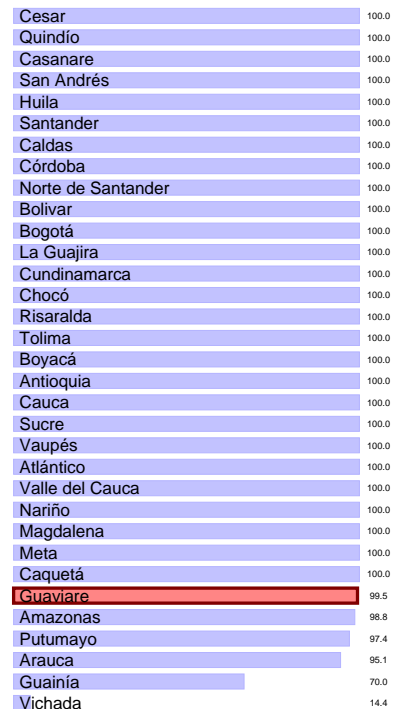 Cesar 100.0
Quindío 100.0
Casanare 100.0
San Andrés 100.0
Huila 100.0
Santander 100.0
Caldas 100.0
Córdoba 100.0
Norte de Santander 100.0
Bolivar 100.0
Bogotá 100.0
La Guajira 100.0
Cundinamarca 100.0
Chocó 100.0
Risaralda 100.0
Tolima 100.0
Boyacá 100.0
Antioquia 100.0
Cauca 100.0
Sucre 100.0
Vaupés 100.0
Atlántico 100.0
Valle del Cauca 100.0
Nariño 100.0
Magdalena 100.0
Meta 100.0
Caquetá 100.0
Guaviare 99.5
Amazonas 98.8
Putumayo 97.4
Arauca 95.1
Guainía 70.0
Vichada 14.4